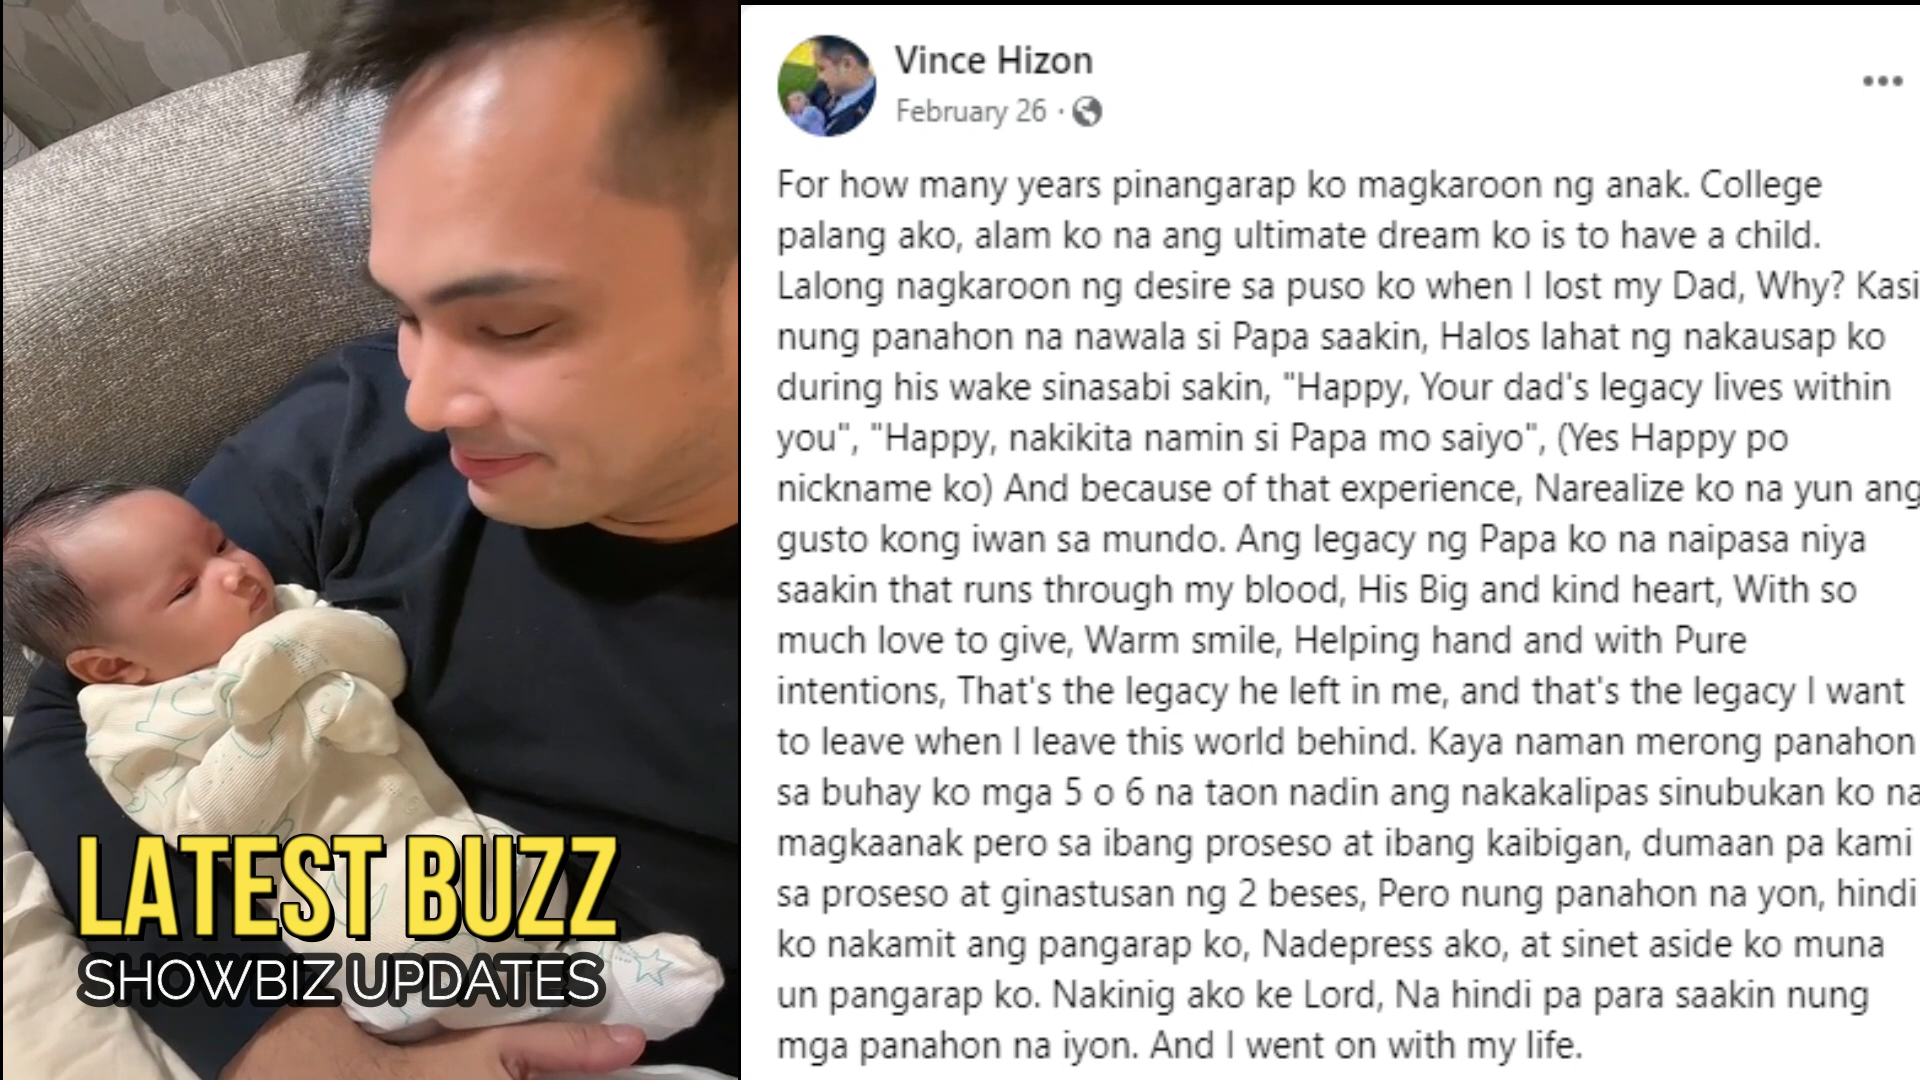 LATEST BUZZ
SHOWBIZ UPDATES
Vince Hizon
February 26 ·
For how many years pinangarap ko magkaroon ng anak. College
palang ako, alam ko na ang ultimate dream ko is to have a child.
Lalong nagkaroon ng desire sa puso ko when I lost my Dad, Why? Kasi
nung panahon na nawala si Papa saakin, Halos lahat ng nakausap ko
during his wake sinasabi sakin, "Happy, Your dad's legacy lives within
you", "Happy, nakikita namin si Papa mo saiyo", (Yes Happy po
nickname ko) And because of that experience, Narealize ko na yun ang
gusto kong iwan sa mundo. Ang legacy ng Papa ko na naipasa niya
saakin that runs through my blood, His Big and kind heart, With so
much love to give, Warm smile, Helping hand and with Pure
intentions, That's the legacy he left in me, and that's the legacy I want
to leave when I leave this world behind. Kaya naman merong panahon
sa buhay ko mga 5 o 6 na taon nadin ang nakakalipas sinubukan ko na
magkaanak pero sa ibang proseso at ibang kaibigan, dumaan pa kami
sa proseso at ginastusan ng 2 beses, Pero nung panahon na yon, hindi
ko nakamit ang pangarap ko, Nadepress ako, at sinet aside ko muna
un pangarap ko. Nakinig ako ke Lord, Na hindi pa para saakin nung
mga panahon na iyon. And I went on with my life.